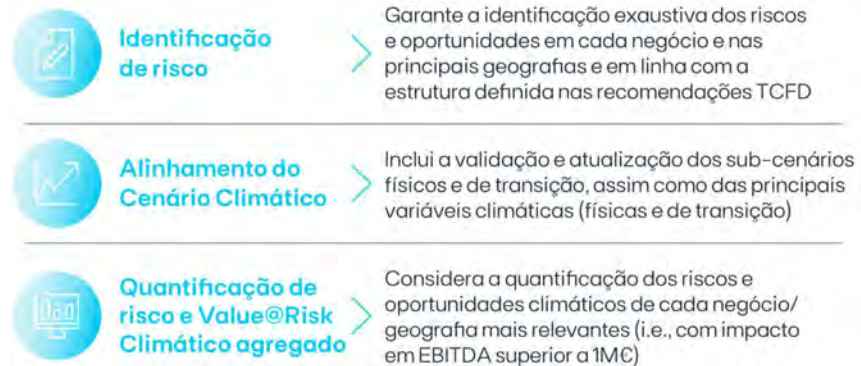 Identificação
de risco
Garante a identificação exaustiva dos riscos
e oportunidades em cada negócio e nas
principais geografias e em linha com a
estrutura definida nas recomendações TCFD
Alinhamento do
Cenário Climático
Inclui a validação e atualização dos sub-cenários
físicos e de transição, assim como das principais
variáveis climáticas (físicas e de transição)
Quantificação de
risco e Value@Risk
Climático agregado
Considera a quantificação dos riscos e
oportunidades climáticos de cada negócio/
geografia mais relevantes (i.e., com impacto
em EBITDA superior a 1M€)